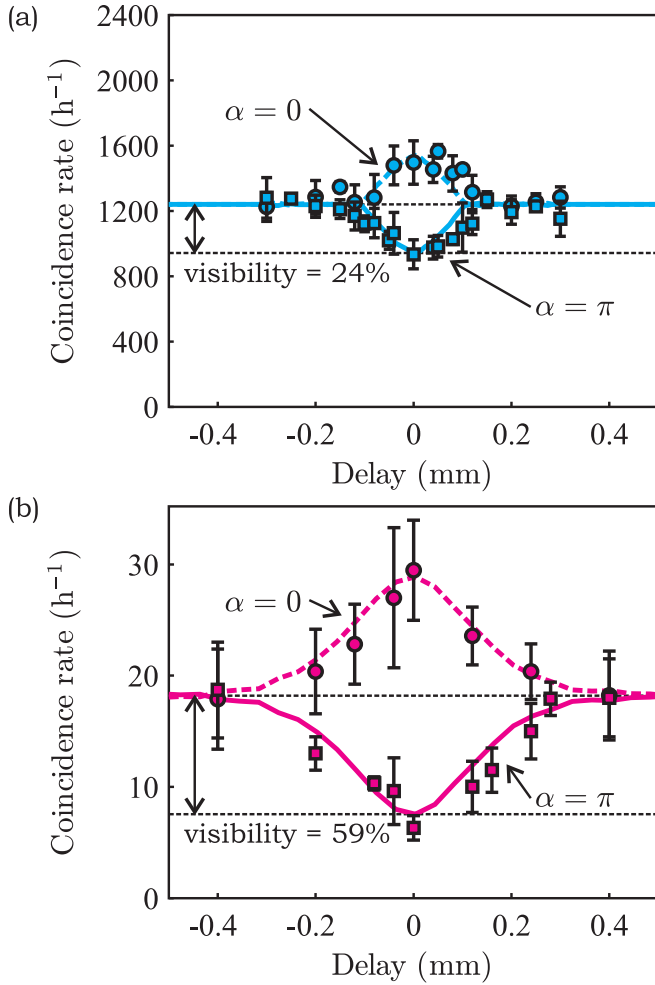 (a)
2400
2000
1600
1200
800
400
0
Coincidence rate (h⁻¹)
α = 0
visibility = 24%
α = π
-0.4 -0.2 0 0.2 0.4
Delay (mm)
(b)
30
20
10
0
Coincidence rate (h⁻¹)
α = 0
α = π
visibility = 59%
-0.4 -0.2 0 0.2 0.4
Delay (mm)